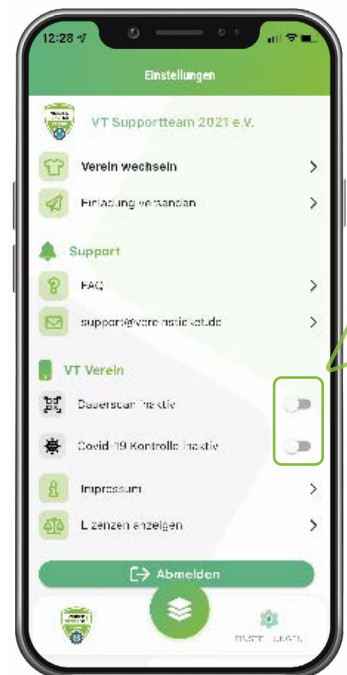 12:28
Einstellungen
VT Supportteam 2021 e.V.
Verein wechseln
Einladung versenden
Support
FAQ
support@vereinsticket.de
VT Verein
Dauerscan inaktiv
Covid-19 Kontrolle inaktiv
Impressum
Lizenzen anzeigen
Abmelden
EINSTELLUNGEN